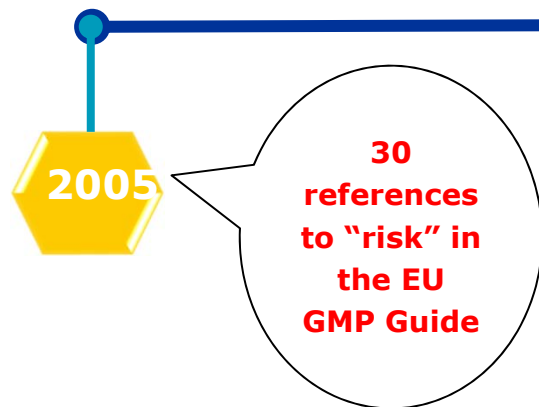 2005
30
references
to “risk” in
the EU
GMP Guide